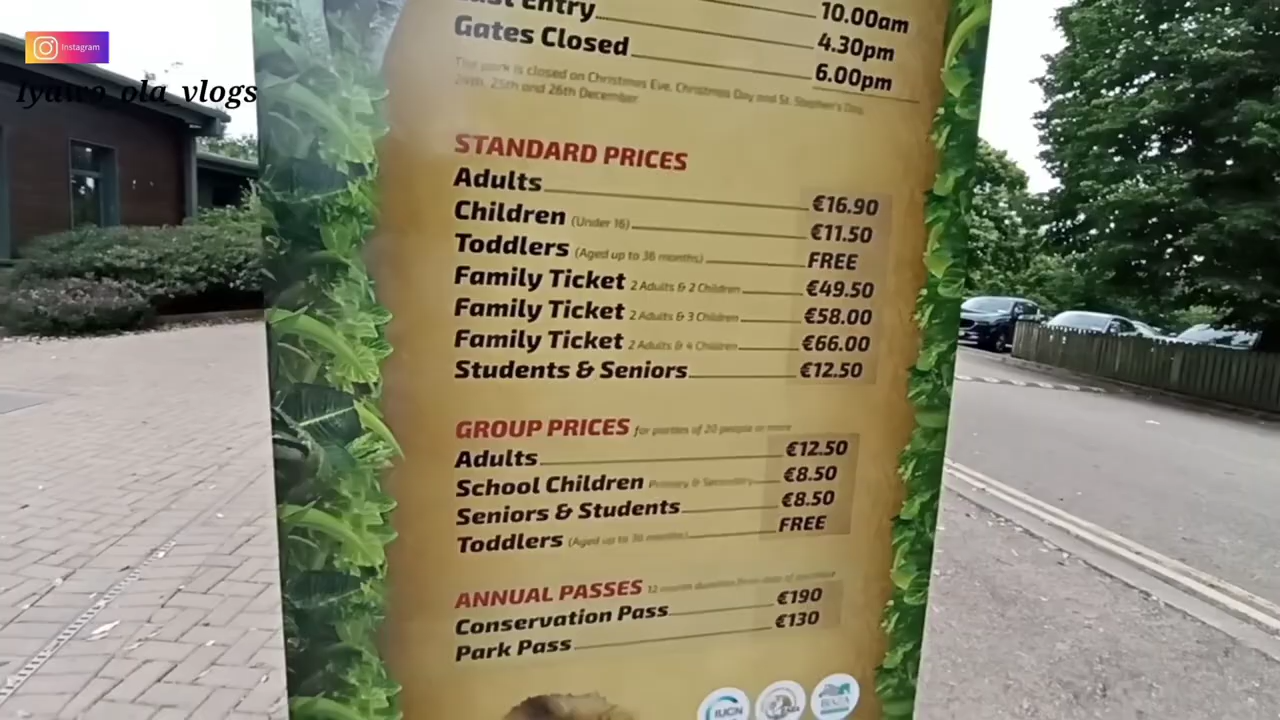 Instagram
Iyawo_ola_vlogs
Last Entry 10.00am
Gates Closed 4.30pm
6.00pm
The park is closed on Christmas Eve, Christmas Day and St. Stephen's Day,
24th, 25th and 26th December
STANDARD PRICES
Adults €16.90
Children (Under 16) €11.50
Toddlers (Aged up to 36 months) FREE
Family Ticket 2 Adults & 2 Children €49.50
Family Ticket 2 Adults & 3 Children €58.00
Family Ticket 2 Adults & 4 Children €66.00
Students & Seniors €12.50
GROUP PRICES for parties of 20 people or more
Adults €12.50
School Children Primary & Secondary €8.50
Seniors & Students €8.50
Toddlers (Aged up to 36 months) FREE
ANNUAL PASSES 12 month duration from date of
Conservation Pass €190
Park Pass €130
IUCN
EAZA
BIAZA